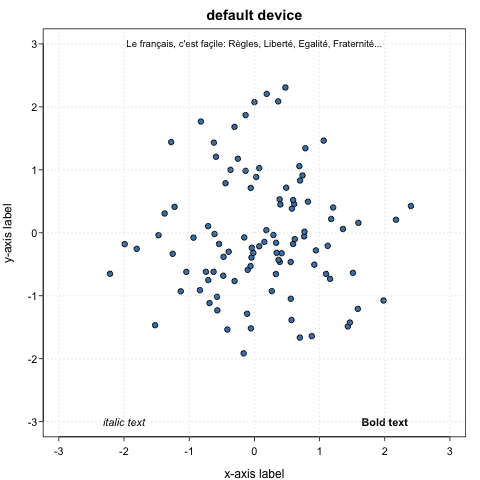 default device
Le français, c'est façile: Règles, Liberté, Egalité, Fraternité...
3
2
1
0
-1
-2
-3
y-axis label
italic text
Bold text
-3 -2 -1 0 1 2 3
x-axis label